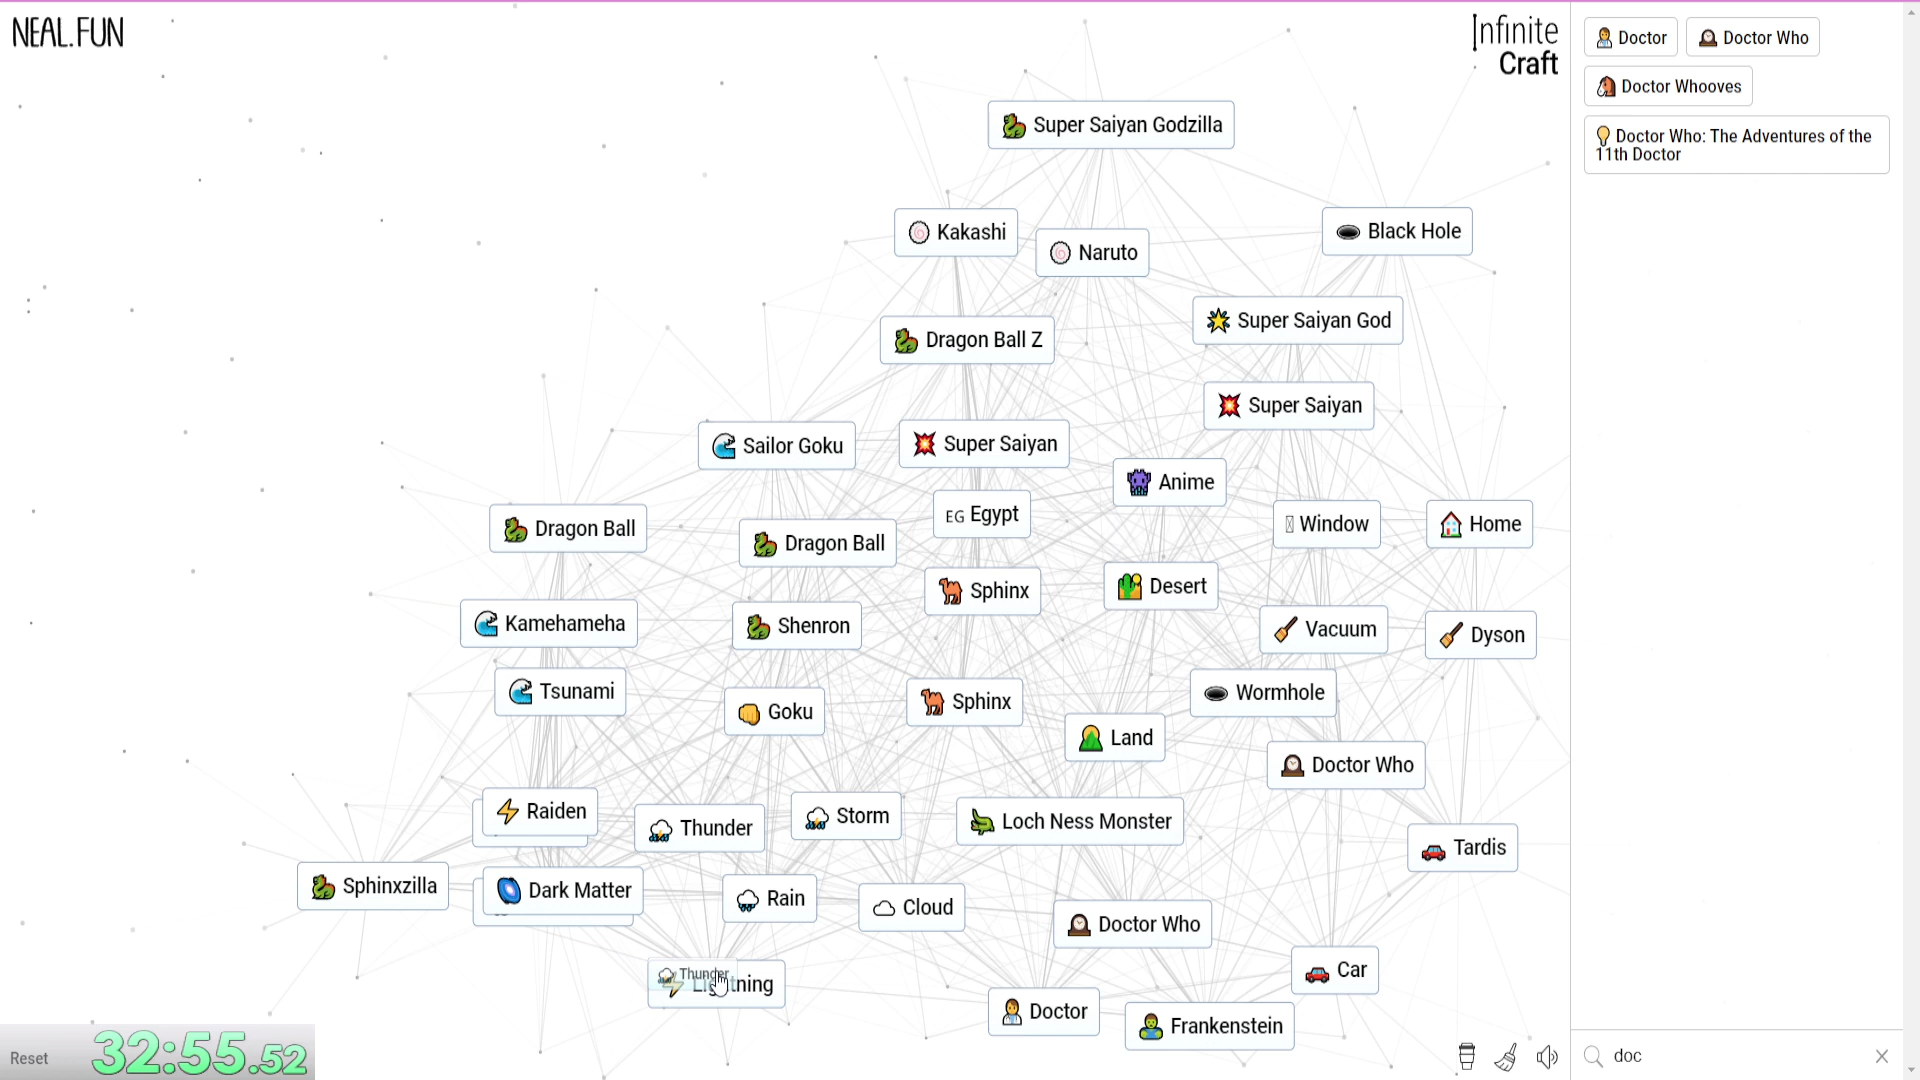 NEAL.FUN
Infinite
Craft
Doctor
Doctor Who
Doctor Whooves
Doctor Who: The Adventures of the
11th Doctor
Super Saiyan Godzilla
Kakashi
Naruto
Black Hole
Super Saiyan God
Dragon Ball Z
Super Saiyan
Sailor Goku
Super Saiyan
Anime
EG Egypt
Window
Home
Dragon Ball
Dragon Ball
Sphinx
Desert
Kamehameha
Shenron
Vacuum
Dyson
Tsunami
Goku
Sphinx
Wormhole
Land
Doctor Who
Raiden
Thunder
Storm
Loch Ness Monster
Tardis
Sphinxzilla
Dark Matter
Rain
Cloud
Doctor Who
Thunder
Lightning
Car
Doctor
Frankenstein
Reset
32:55.52
doc